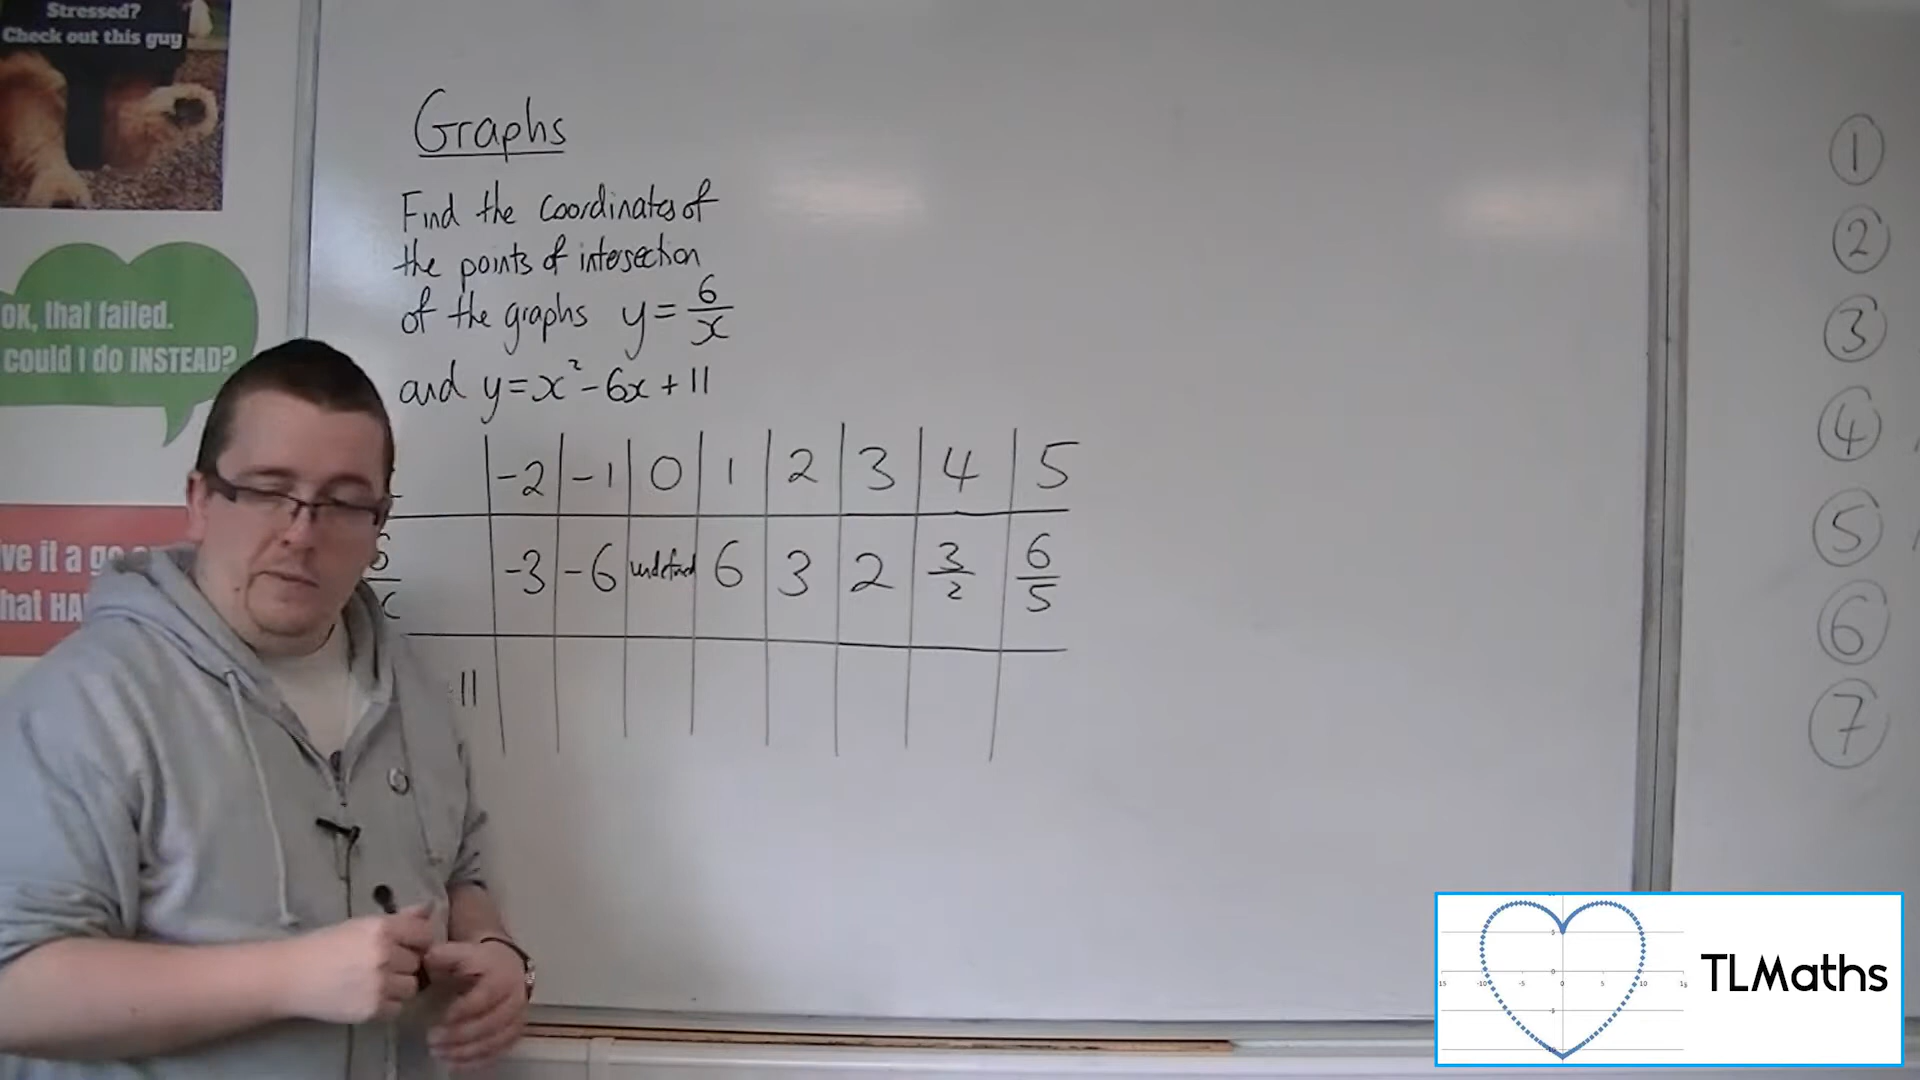 Stressed?
Check out this guy
OK, that failed.
could I do INSTEAD?
Graphs
Find the coordinates of
the points of intersection
of the graphs y = 6/x
and y = x² - 6x + 11
-2 -1 0 1 2 3 4 5
-3 -6 undefined 6 3 2 3/2 6/5
11
1
2
3
4
5
6
7
TLMaths